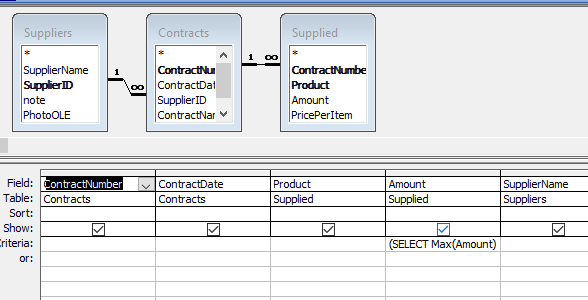 Suppliers
*
SupplierName
SupplierID
note
PhotoOLE
1
∞
Contracts
*
ContractNun
ContractDat
SupplierID
ContractNar
1
∞
Supplied
*
ContractNumbe
Product
Amount
PricePerItem
Field: ContractNumber ContractDate Product Amount SupplierName
Table: Contracts Contracts Supplied Supplied Suppliers
Sort:
Show:
Criteria: (SELECT Max(Amount)
or: